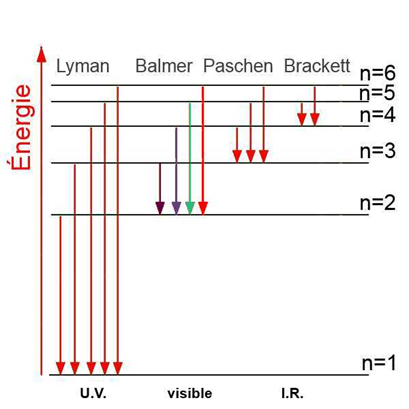 Lyman Balmer Paschen Brackett
n=6
n=5
n=4
n=3
n=2
n=1
Énergie
U.V. visible I.R.